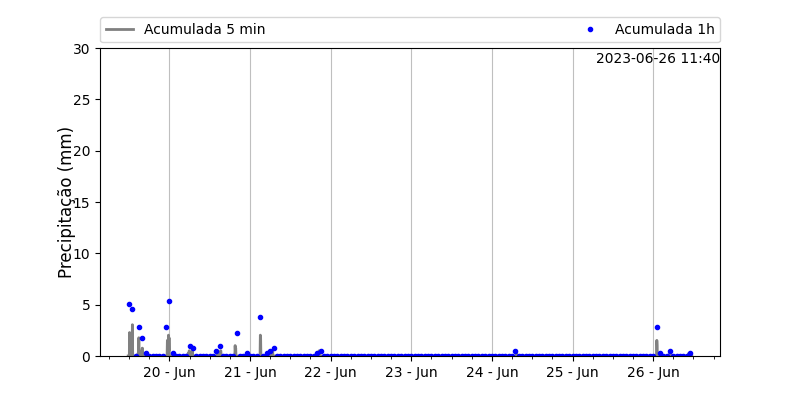 Acumulada 5 min
Acumulada 1h
2023-06-26 11:40
Precipitação (mm)
30
25
20
15
10
5
0
20 - Jun
21 - Jun
22 - Jun
23 - Jun
24 - Jun
25 - Jun
26 - Jun